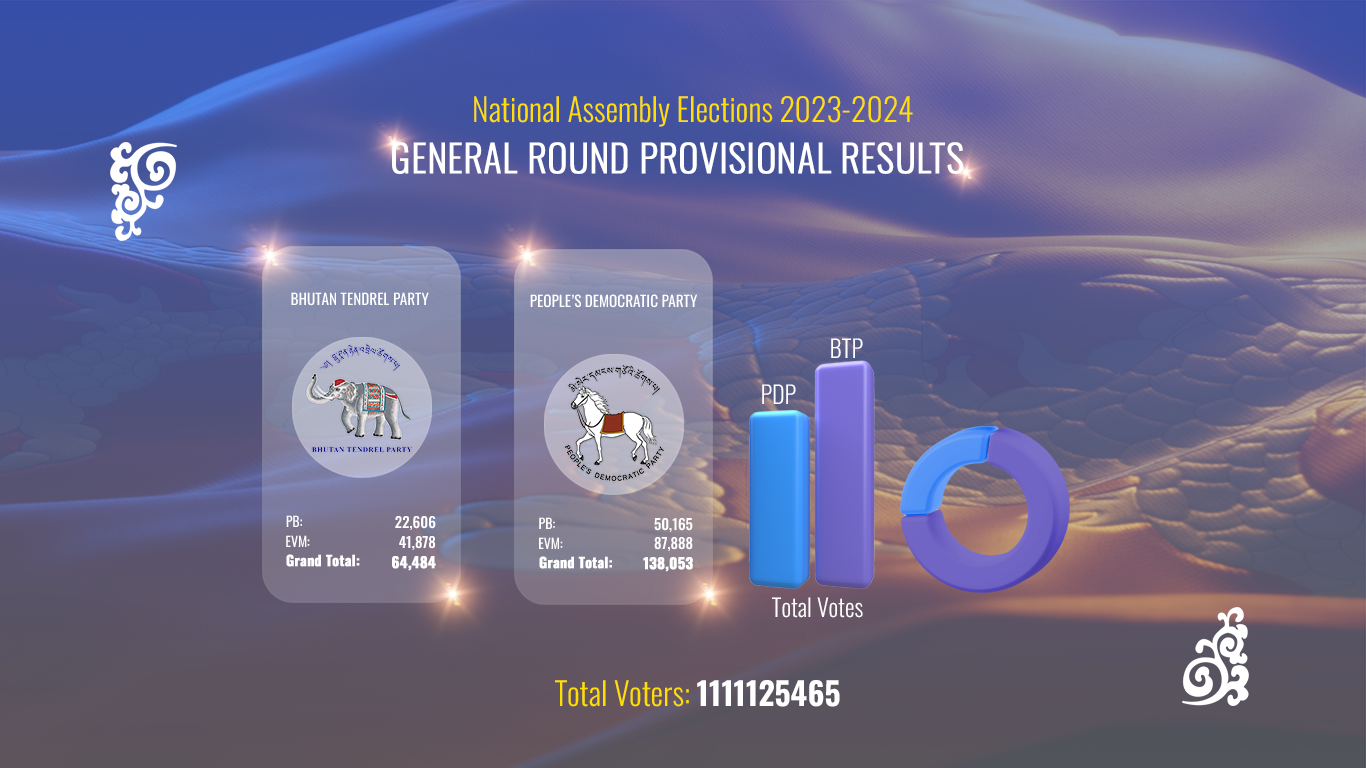 National Assembly Elections 2023-2024
GENERAL ROUND PROVISIONAL RESULTS
BHUTAN TENDREL PARTY
BHUTAN TENDREL PARTY
PB: 22,606
EVM: 41,878
Grand Total: 64,484
PEOPLE'S DEMOCRATIC PARTY
PEOPLE'S DEMOCRATIC PARTY
PB: 50,165
EVM: 87,888
Grand Total: 138,053
BTP
PDP
Total Votes
Total Voters: 1111125465